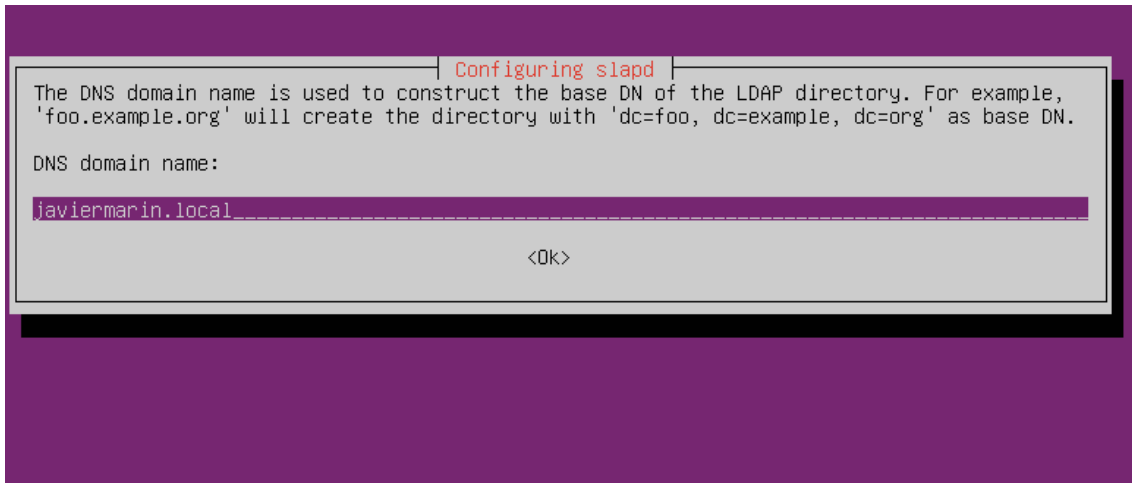 Configuring slapd
The DNS domain name is used to construct the base DN of the LDAP directory. For example,
'foo.example.org' will create the directory with 'dc=foo, dc=example, dc=org' as base DN.
DNS domain name:
javiermarin.local
<Ok>